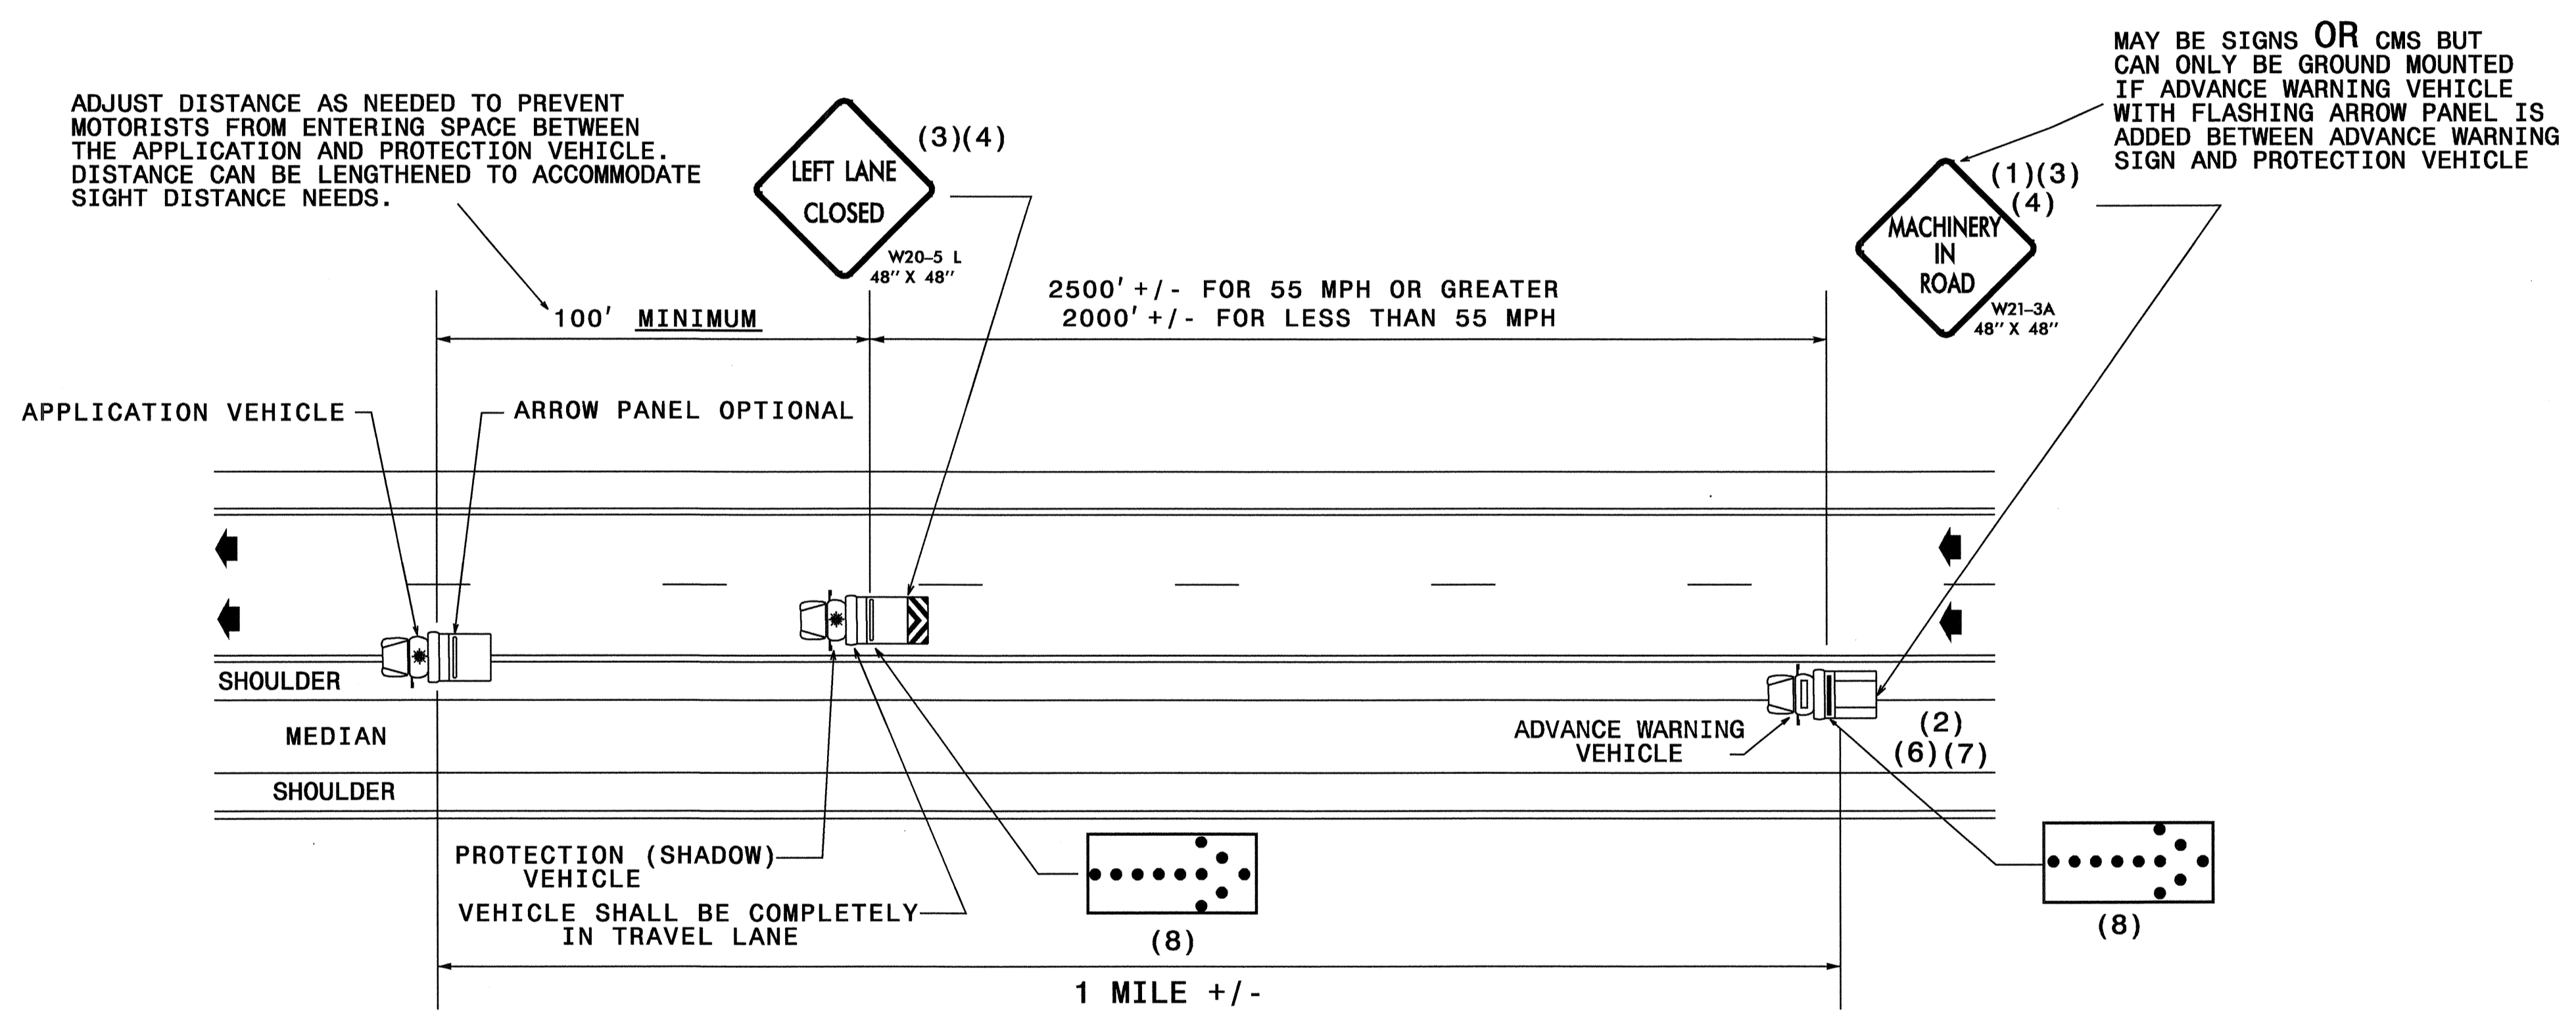 MAY BE SIGNS OR CMS BUT
CAN ONLY BE GROUND MOUNTED
IF ADVANCE WARNING VEHICLE
WITH FLASHING ARROW PANEL IS
ADDED BETWEEN ADVANCE WARNING
SIGN AND PROTECTION VEHICLE
ADJUST DISTANCE AS NEEDED TO PREVENT
MOTORISTS FROM ENTERING SPACE BETWEEN
THE APPLICATION AND PROTECTION VEHICLE.
DISTANCE CAN BE LENGTHENED TO ACCOMMODATE
SIGHT DISTANCE NEEDS.
LEFT LANE
CLOSED
(3)(4)
W20-5 L
48" X 48"
(1)(3)
(4)
MACHINERY
IN
ROAD
W21-3A
48" X 48"
100' MINIMUM
2500' +/- FOR 55 MPH OR GREATER
2000' +/- FOR LESS THAN 55 MPH
APPLICATION VEHICLE
ARROW PANEL OPTIONAL
SHOULDER
MEDIAN
SHOULDER
ADVANCE WARNING
VEHICLE
(2)
(6)(7)
PROTECTION (SHADOW)
VEHICLE
VEHICLE SHALL BE COMPLETELY
IN TRAVEL LANE
(8)
(8)
1 MILE +/-